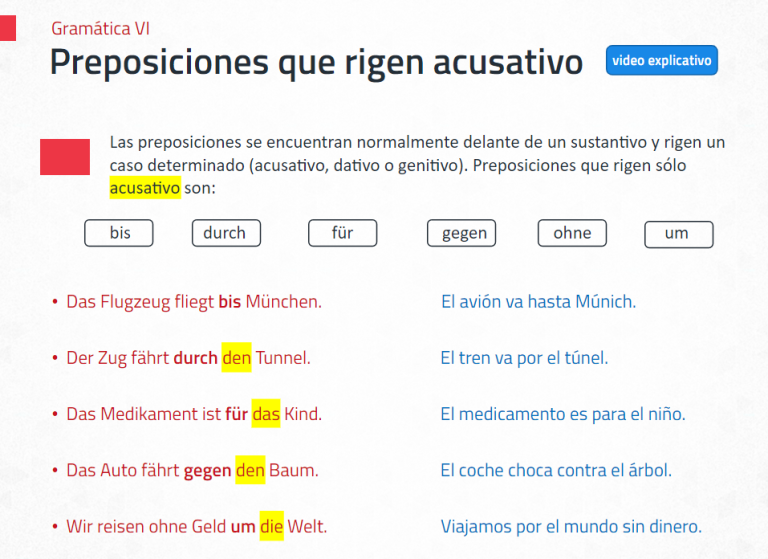 Gramática VI
Preposiciones que rigen acusativo
video explicativo
Las preposiciones se encuentran normalmente delante de un sustantivo y rigen un
caso determinado (acusativo, dativo o genitivo). Preposiciones que rigen sólo
acusativo son:
bis durch für gegen ohne um
• Das Flugzeug fliegt bis München. El avión va hasta Múnich.
• Der Zug fährt durch den Tunnel. El tren va por el túnel.
• Das Medikament ist für das Kind. El medicamento es para el niño.
• Das Auto fährt gegen den Baum. El coche choca contra el árbol.
• Wir reisen ohne Geld um die Welt. Viajamos por el mundo sin dinero.